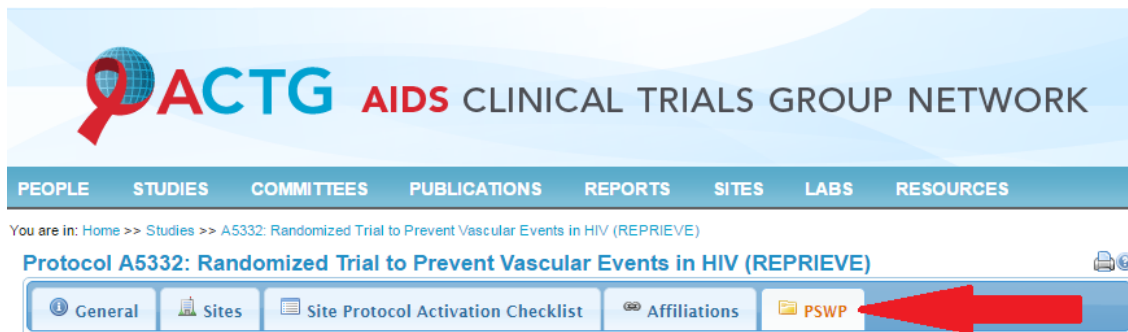 ACTG AIDS CLINICAL TRIALS GROUP NETWORK
PEOPLE STUDIES COMMITTEES PUBLICATIONS REPORTS SITES LABS RESOURCES
You are in: Home >> Studies >> A5332: Randomized Trial to Prevent Vascular Events in HIV (REPRIEVE)
Protocol A5332: Randomized Trial to Prevent Vascular Events in HIV (REPRIEVE)
General Sites Site Protocol Activation Checklist Affiliations PSWP